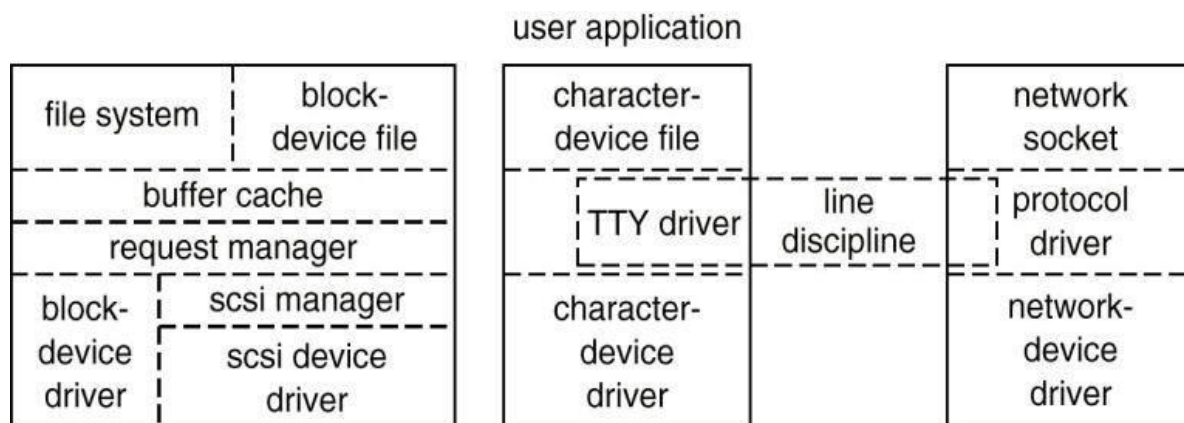 user application
file system
block-
device file
buffer cache
request manager
block-
device
driver
scsi manager
scsi device
driver
character-
device file
TTY driver
line
discipline
character-
device
driver
network
socket
protocol
driver
network-
device
driver